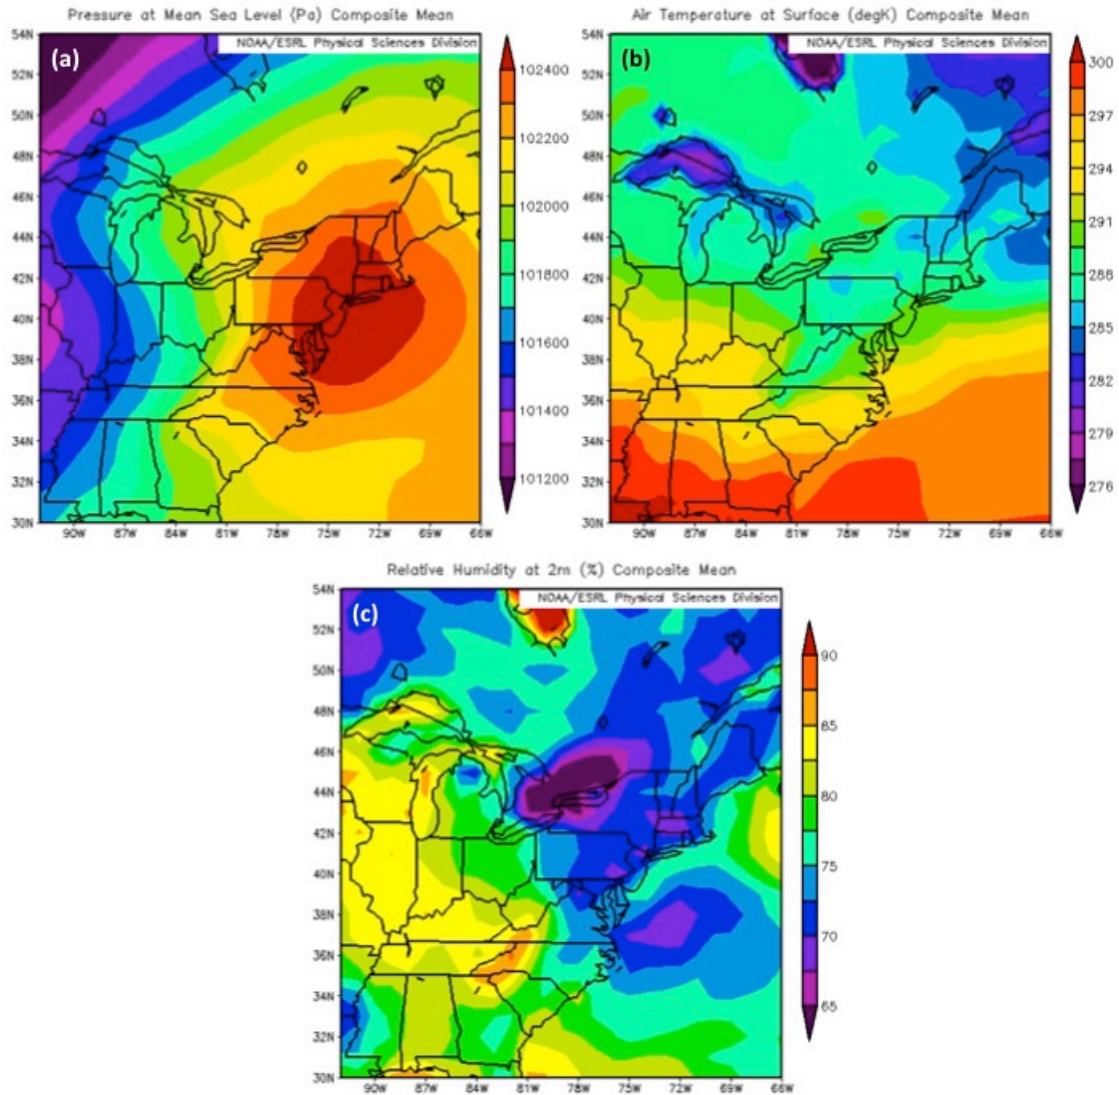 Pressure at Mean Sea Level (Pa) Composite Mean
NOAA/ESRL Physical Sciences Division
(a)
54N
52N
50N
48N
46N
44N
42N
40N
38N
36N
34N
32N
30N
90W 87W 84W 81W 78W 75W 72W 69W 66W
102400
102200
102000
101800
101600
101400
101200
Air Temperature at Surface (degK) Composite Mean
NOAA/ESRL Physical Sciences Division
(b)
54N
52N
50N
48N
46N
44N
42N
40N
38N
36N
34N
32N
30N
90W 87W 84W 81W 78W 75W 72W 69W 66W
300
297
294
291
288
285
282
279
276
Relative Humidity at 2m (%) Composite Mean
NOAA/ESRL Physical Sciences Division
(c)
54N
52N
50N
48N
46N
44N
42N
40N
38N
36N
34N
32N
30N
90W 87W 84W 81W 78W 75W 72W 69W 66W
90
85
80
75
70
65